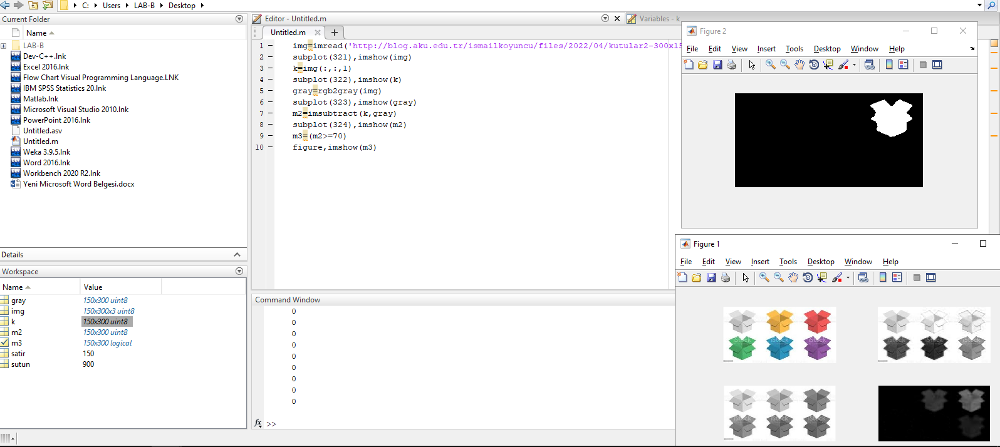 C: Users LAB-B Desktop
Current Folder
Name
LAB-B
Dev-C++.lnk
Excel 2016.lnk
Flow Chart Visual Programming Language.LNK
IBM SPSS Statistics 20.lnk
Matlab.lnk
Microsoft Visual Studio 2010.lnk
PowerPoint 2016.lnk
Untitled.asv
Untitled.m
Weka 3.9.5.lnk
Word 2016.lnk
Workbench 2020 R2.lnk
Yeni Microsoft Word Belgesi.docx
Details
Workspace
Name Value
gray 150x300 uint8
img 150x300x3 uint8
k 150x300 uint8
m2 150x300 uint8
m3 150x300 logical
satir 150
sutun 900
Editor - Untitled.m
Variables - k
Untitled.m
1 img=imread('http://blog.aku.edu.tr/ismailkoyuncu/files/2022/04/kutular2-300x15
2 subplot(321),imshow(img)
3 k=img(:,:,1)
4 subplot(322),imshow(k)
5 gray=rgb2gray(img)
6 subplot(323),imshow(gray)
7 m2=imsubtract(k,gray)
8 subplot(324),imshow(m2)
9 m3=(m2>=70)
10 figure,imshow(m3)
Command Window
0
0
0
0
0
0
0
0
0
fx >>
Figure 2
File Edit View Insert Tools Desktop Window Help
Figure 1
File Edit View Insert Tools Desktop Window Help